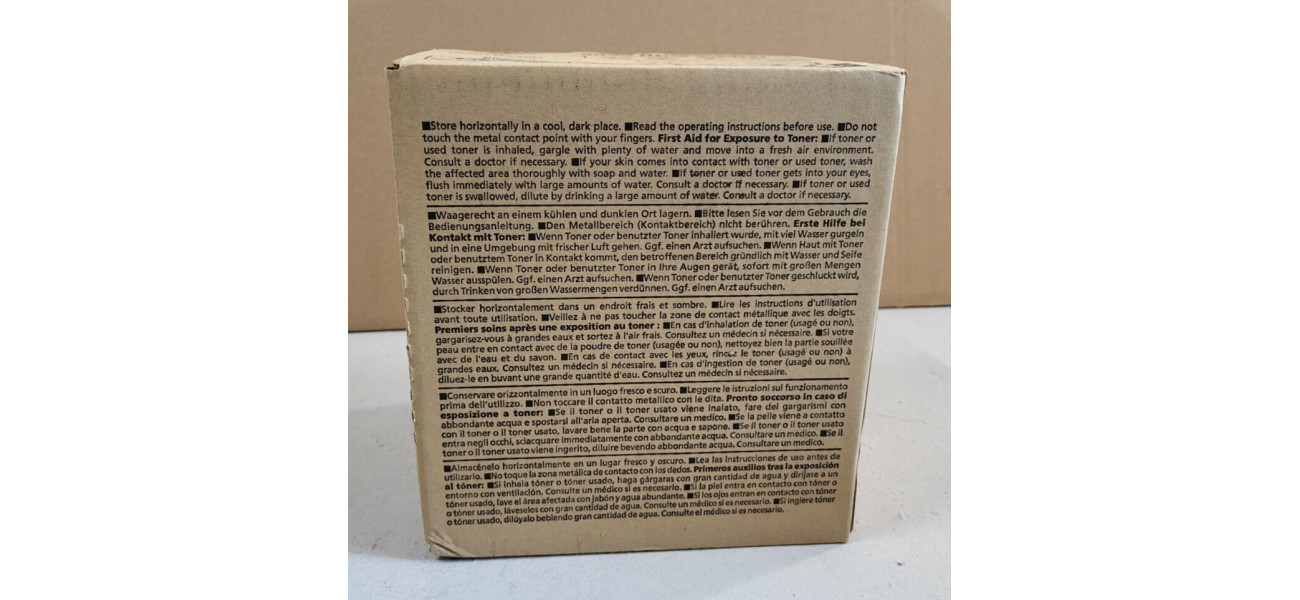 ■Store horizontally in a cool, dark place. ■Read the operating instructions before use. ■Do not
touch the metal contact point with your fingers. First Aid for Exposure to Toner: ■If toner or
used toner is inhaled, gargle with plenty of water and move into a fresh air environment.
Consult a doctor if necessary. ■If your skin comes into contact with toner or used toner, wash
the affected area thoroughly with soap and water. ■If toner or used toner gets into your eyes,
flush immediately with large amounts of water. Consult a doctor if necessary. ■If toner or used
toner is swallowed, dilute by drinking a large amount of water. Consult a doctor if necessary.
■Waagerecht an einem kühlen und dunklen Ort lagern. ■Bitte lesen Sie vor dem Gebrauch die
Bedienungsanleitung. ■Den Metallbereich (Kontaktbereich) nicht berühren. Erste Hilfe bei
Kontakt mit Toner: ■Wenn Toner oder benutzter Toner inhaliert wurde, mit viel Wasser gurgeln
und in eine Umgebung mit frischer Luft gehen. Ggf. einen Arzt aufsuchen. ■Wenn Haut mit Toner
oder benutztem Toner in Kontakt kommt, den betroffenen Bereich gründlich mit Wasser und Seife
reinigen. ■Wenn Toner oder benutzter Toner in Ihre Augen gerät, sofort mit großen Mengen
Wasser ausspülen. Ggf. einen Arzt aufsuchen. ■Wenn Toner oder benutzter Toner geschluckt wird,
durch Trinken von großen Wassermengen verdünnen. Ggf. einen Arzt aufsuchen.
■Stocker horizontalement dans un endroit frais et sombre. ■Lire les instructions d'utilisation
avant toute utilisation. ■Veillez à ne pas toucher la zone de contact métallique avec les doigts.
Premiers soins après une exposition au toner : ■En cas d'inhalation de toner (usagé ou non),
gargarisez-vous à grandes eaux et sortez à l'air frais. Consultez un médecin si nécessaire. ■Si votre
peau entre en contact avec de la poudre de toner (usagée ou non), nettoyez bien la partie souillée
avec de l'eau et du savon. ■En cas de contact avec les yeux, rincez le toner (usagé ou non) à
grandes eaux. Consultez un médecin si nécessaire. ■En cas d'ingestion de toner (usagé ou non),
diluez-le en buvant une grande quantité d'eau. Consultez un médecin si nécessaire.
■Conservare orizzontalmente in un luogo fresco e scuro. ■Leggere le istruzioni sul funzionamento
prima dell'utilizzo. ■Non toccare il contatto metallico con le dita. Pronto soccorso in caso di
esposizione a toner: ■Se il toner o il toner usato viene inalato, fare dei gargarismi con
abbondante acqua e spostarsi all'aria aperta. Consultare un medico. ■Se la pelle viene a contatto
con il toner o il toner usato, lavare bene la parte con acqua e sapone. ■Se il toner o il toner usato
entra negli occhi, sciacquare immediatamente con abbandante acqua. Consultare un medico. ■Se il
toner o il toner usato viene ingerito, diluire bevendo abbondante acqua. Consultare un medico.
■Almacénelo horizontalmente en un lugar fresco y oscuro. ■Lea las instrucciones de uso antes de
utilizarlo. ■No toque la zona metálica de contacto con los dedos. Primeros auxilios tras la exposición
al tóner: ■Si inhala tóner o tóner usado, haga gárgaras con gran cantidad de agua y diríjase a un
entorno con ventilación. Consulte un médico si es necesario. ■Si la piel entra en contacto con tóner o
tóner usado, lave el área afectada con jabón y agua abundante. ■Si los ojos entran en contacto con tóner
o tóner usado, láveselos con gran cantidad de agua. Consulte un médico si es necesario. ■Si ingiere tóner
o tóner usado, dilúyalo bebiendo gran cantidad de agua. Consulte el médico si es necesario.